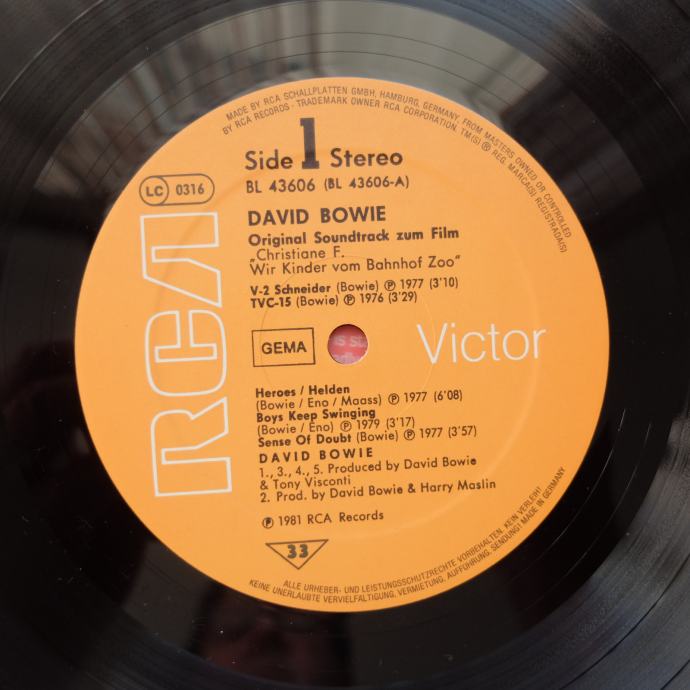 MADE BY RCA SCHALLPLATTEN GMBH, HAMBURG, GERMANY, FROM MASTERS OWNED OR CONTROLLED
BY RCA RECORDS · TRADEMARK OWNER RCA CORPORATION. TM(S) ® REG. MARCA(S) REGISTRADA(S)
Side 1 Stereo
BL 43606 (BL 43606-A)
LC 0316
DAVID BOWIE
Original Soundtrack zum Film
„Christiane F.
Wir Kinder vom Bahnhof Zoo“
V-2 Schneider (Bowie) ℗ 1977 (3'10)
TVC-15 (Bowie) ℗ 1976 (3'29)
RCA
GEMA
Victor
Heroes / Helden
(Bowie / Eno / Maass) ℗ 1977 (6'08)
Boys Keep Swinging
(Bowie / Eno) ℗ 1979 (3'17)
Sense Of Doubt (Bowie) ℗ 1977 (3'57)
DAVID BOWIE
1., 3., 4., 5. Produced by David Bowie
& Tony Visconti
2. Prod. by David Bowie & Harry Maslin
℗ 1981 RCA Records
33
ALLE URHEBER- UND LEISTUNGSSCHUTZRECHTE VORBEHALTEN. KEIN VERLEIH!
KEINE UNERLAUBTE VERVIELFÄLTIGUNG, VERMIETUNG, AUFFÜHRUNG, SENDUNG! MADE IN GERMANY